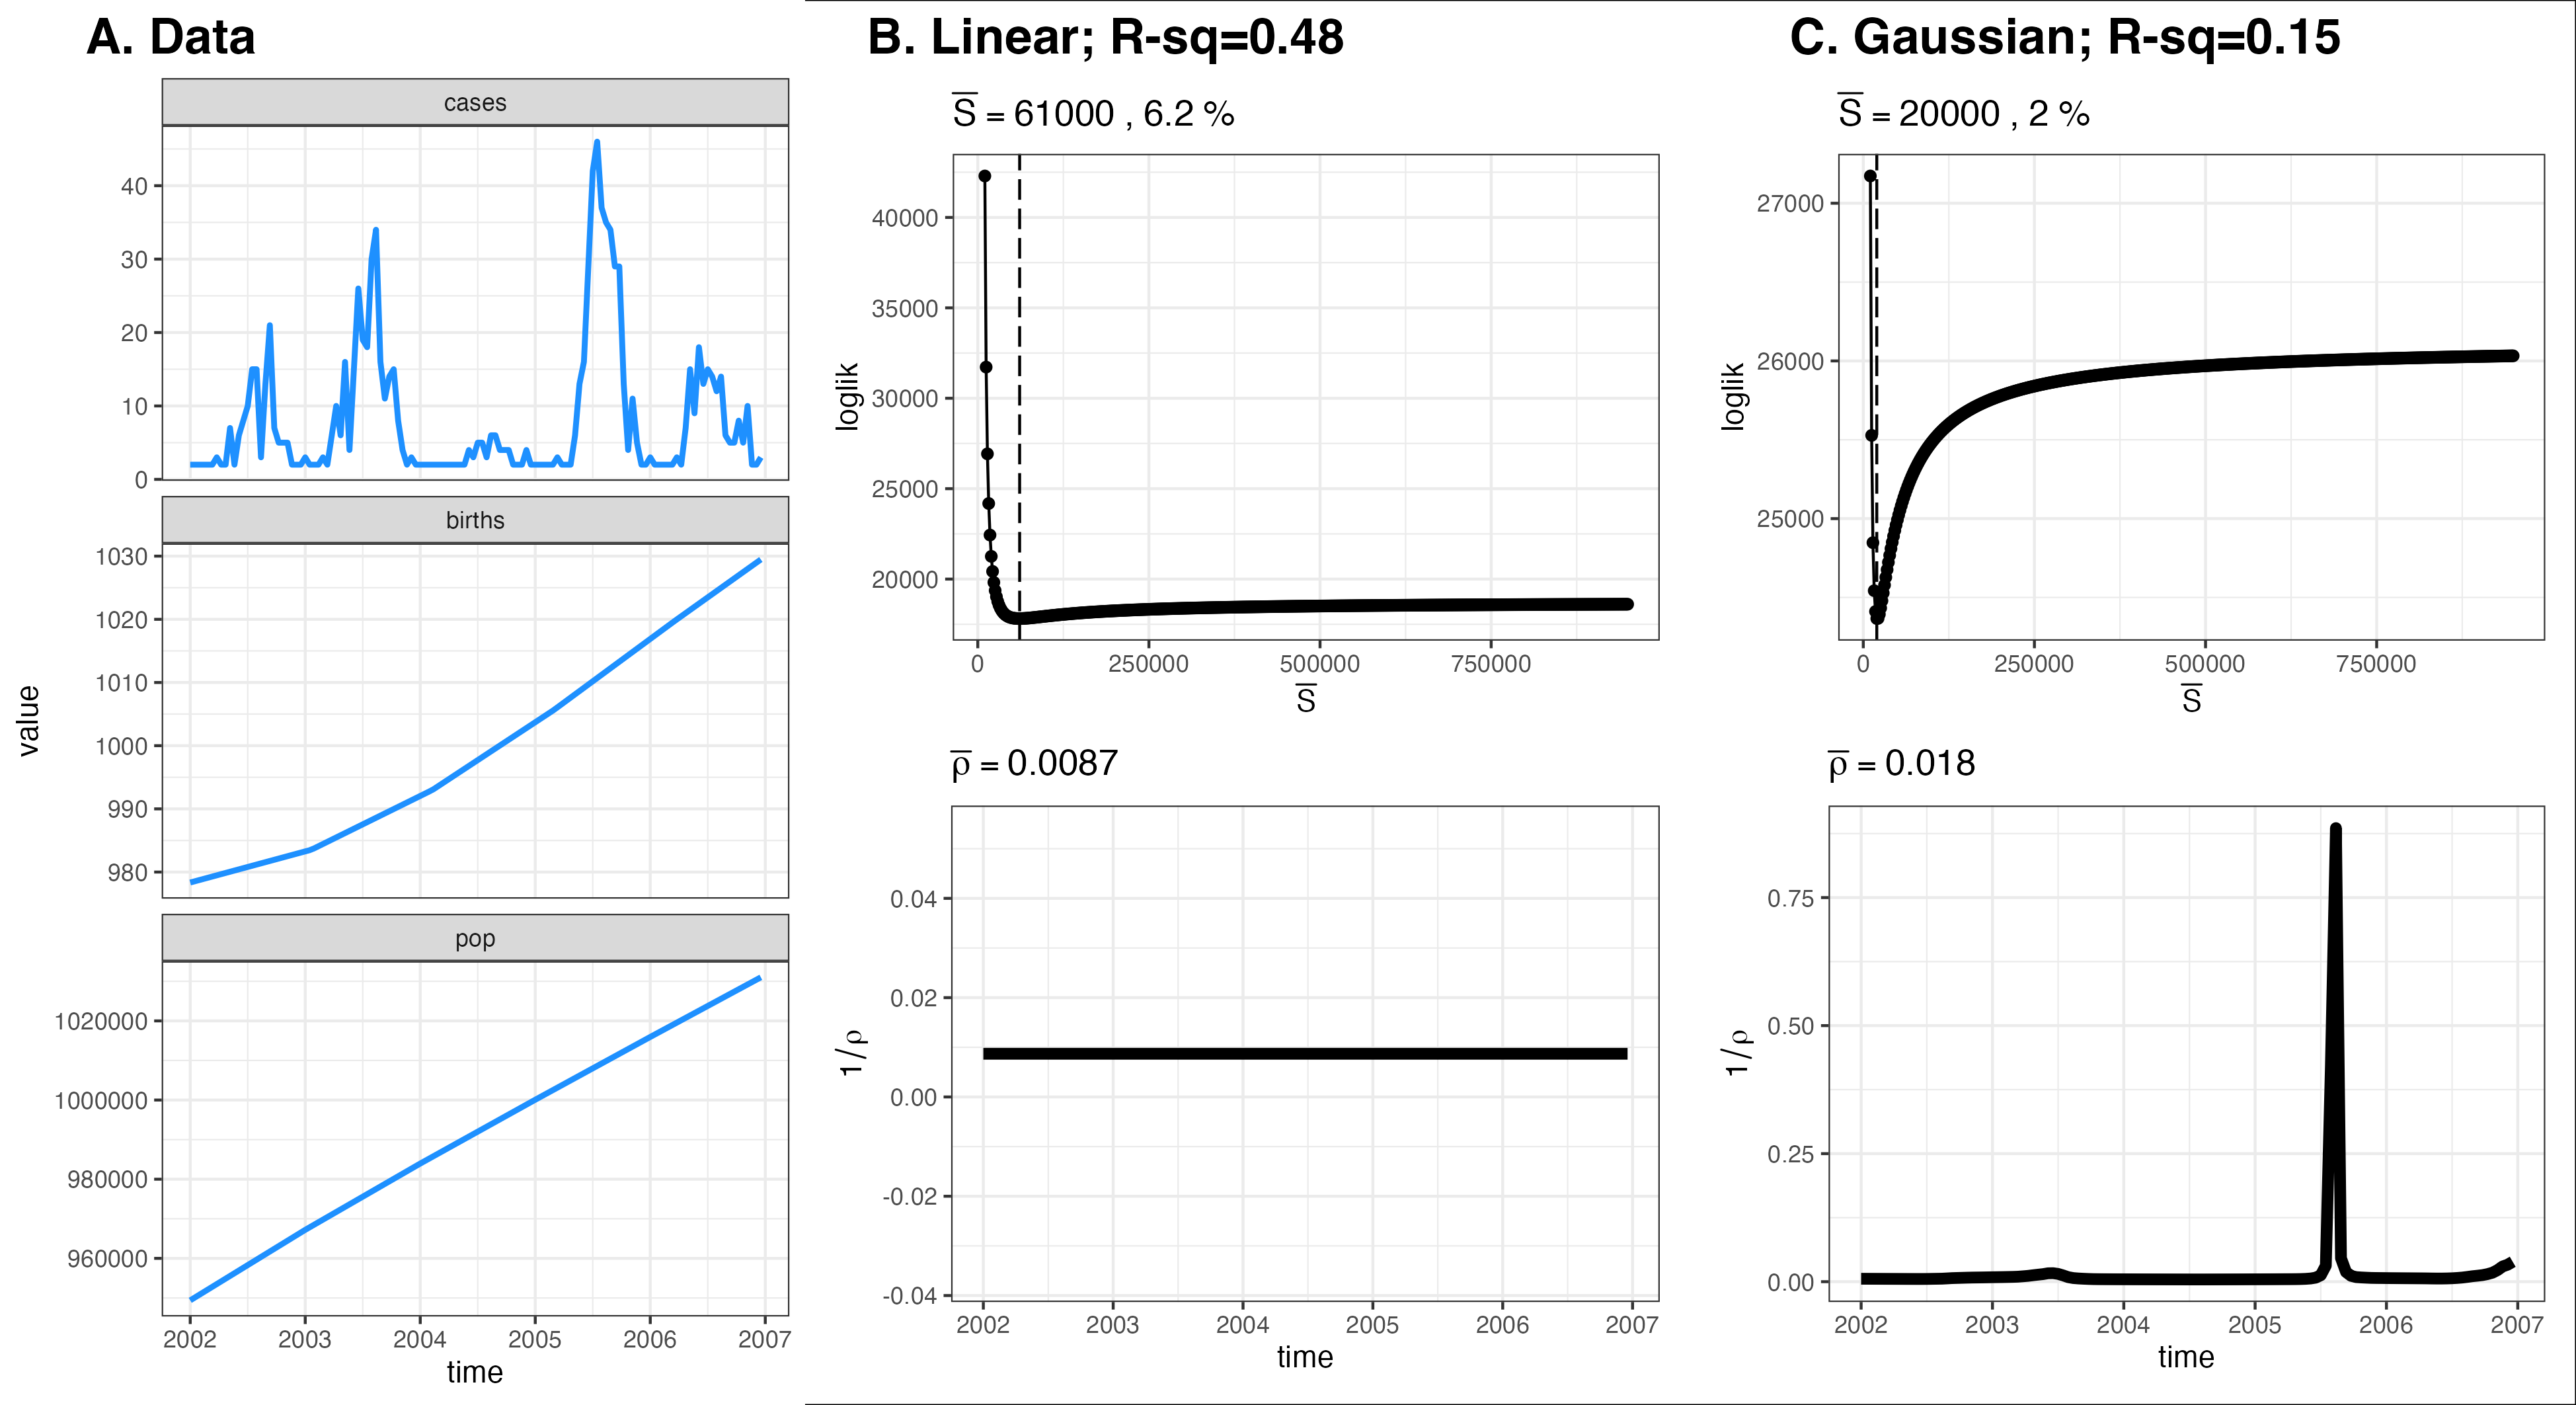 A. Data
cases
40
30
20
10
0
births
1030
1020
1010
1000
990
980
pop
1020000
1000000
980000
960000
2002 2003 2004 2005 2006 2007
time
value
B. Linear; R-sq=0.48
S̅ = 61000 , 6.2 %
40000
35000
30000
25000
20000
loglik
0 250000 500000 750000
S̅
ρ̅ = 0.0087
0.04
0.02
0.00
-0.02
-0.04
1/ρ
2002 2003 2004 2005 2006 2007
time
C. Gaussian; R-sq=0.15
S̅ = 20000 , 2 %
27000
26000
25000
loglik
0 250000 500000 750000
S̅
ρ̅ = 0.018
0.75
0.50
0.25
0.00
1/ρ
2002 2003 2004 2005 2006 2007
time